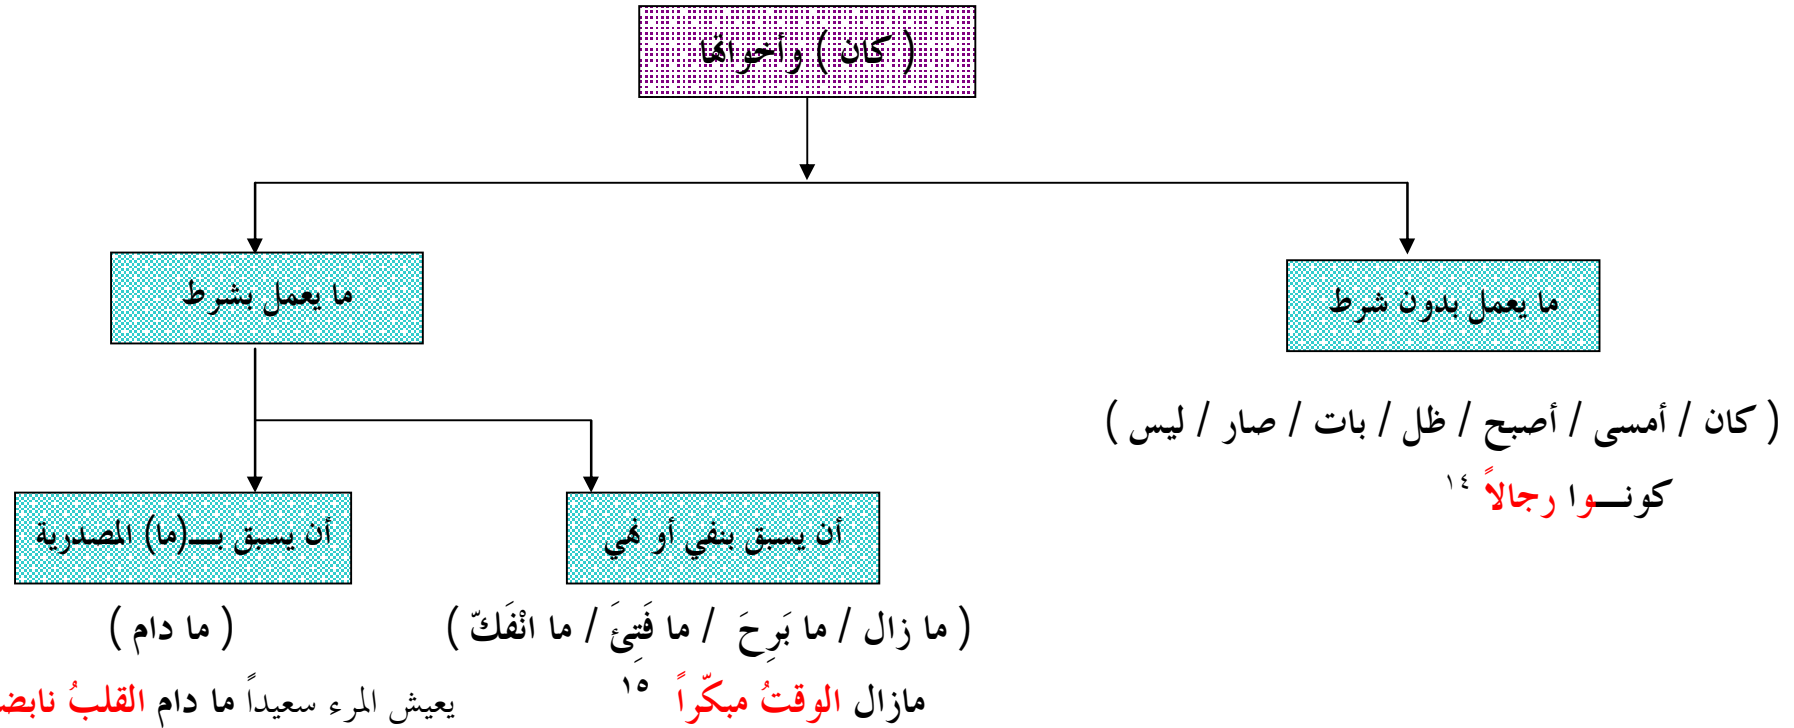 ( كان ) وأخواتها
ما يعمل بدون شرط
ما يعمل بشرط
( كان / أمسى / أصبح / ظل / بات / صار / ليس )
كونـــوا رجالاً ١٤
أن يسبق بنفي أو نهي
أن يسبق بـــ(ما) المصدرية
( ما زال / ما بَرِحَ / ما فَتِئَ / ما انْفَكّ )
( ما دام )
مازال الوقتُ مبكّراً ١٥
يعيش المرء سعيداً ما دام القلبُ